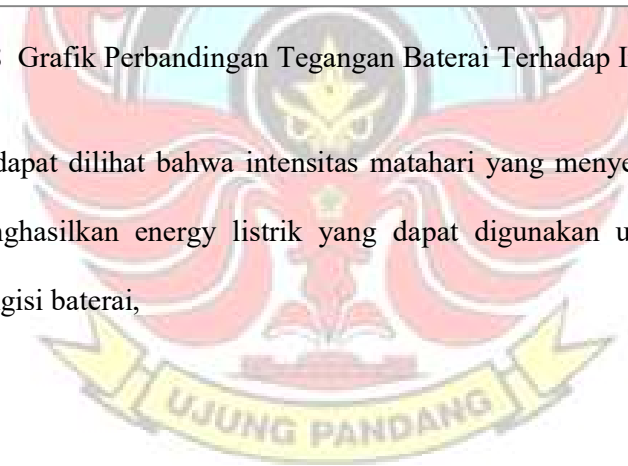 Grafik Perbandingan Tegangan Baterai Terhadap I
dapat dilihat bahwa intensitas matahari yang menye
nghasilkan energy listrik yang dapat digunakan u
gisi baterai,
UJUNG PANDANG